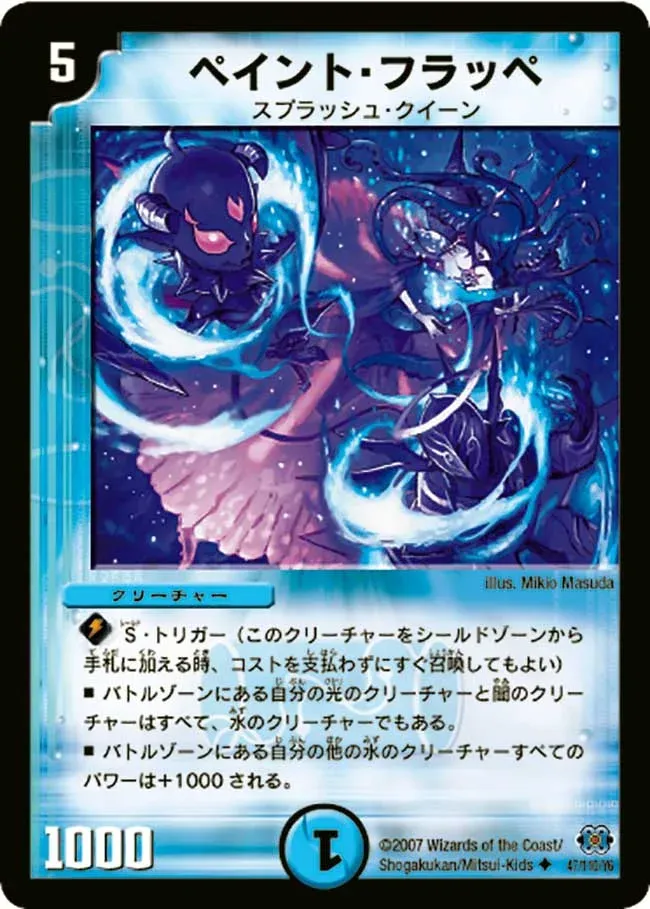 5
ペイント・フラッペ
スプラッシュ・クイーン
illus. Mikio Masuda
クリーチャー
S・トリガー（このクリーチャーをシールドゾーンから
手札に加える時、コストを支払わずにすぐ召喚してもよい）
■ バトルゾーンにある自分の光のクリーチャーと闇のクリー
チャーはすべて、水のクリーチャーでもある。
■ バトルゾーンにある自分の他の水のクリーチャーすべての
パワーは＋1000される。
1000
1
©2007 Wizards of the Coast/
Shogakukan/Mitsui-Kids ◆ 47/110 Y6